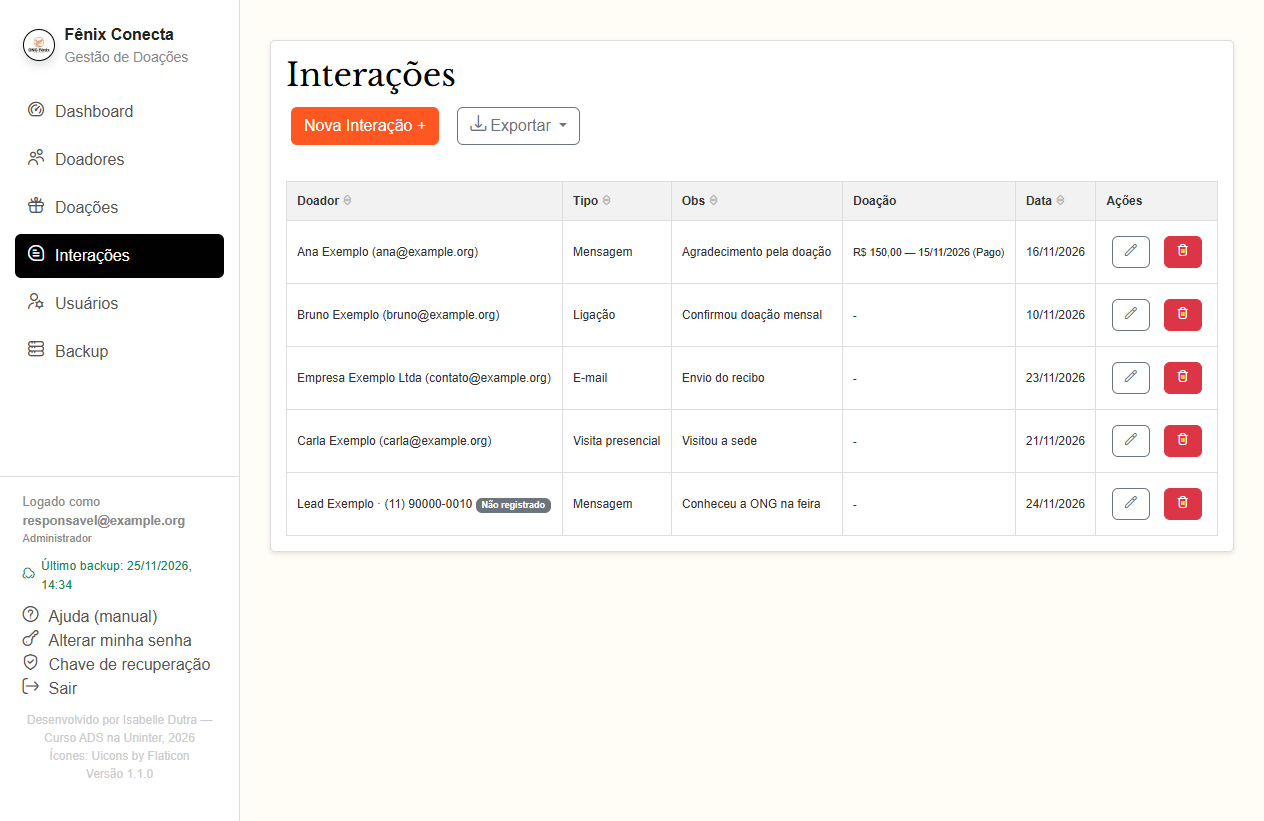 Fênix Conecta
Gestão de Doações
Dashboard
Doadores
Doações
Interações
Usuários
Backup
Logado como
responsavel@example.org
Administrador
Último backup: 25/11/2026,
14:34
Ajuda (manual)
Alterar minha senha
Chave de recuperação
Sair
Desenvolvido por Isabelle Dutra —
Curso ADS na Uninter, 2026
Ícones: Uicons by Flaticon
Versão 1.1.0
Interações
Nova Interação +
Exportar
Doador Tipo Obs Doação Data Ações
Ana Exemplo (ana@example.org) Mensagem Agradecimento pela doação R$ 150,00 — 15/11/2026 (Pago) 16/11/2026
Bruno Exemplo (bruno@example.org) Ligação Confirmou doação mensal - 10/11/2026
Empresa Exemplo Ltda (contato@example.org) E-mail Envio do recibo - 23/11/2026
Carla Exemplo (carla@example.org) Visita presencial Visitou a sede - 21/11/2026
Lead Exemplo · (11) 90000-0010 Não registrado Mensagem Conheceu a ONG na feira - 24/11/2026